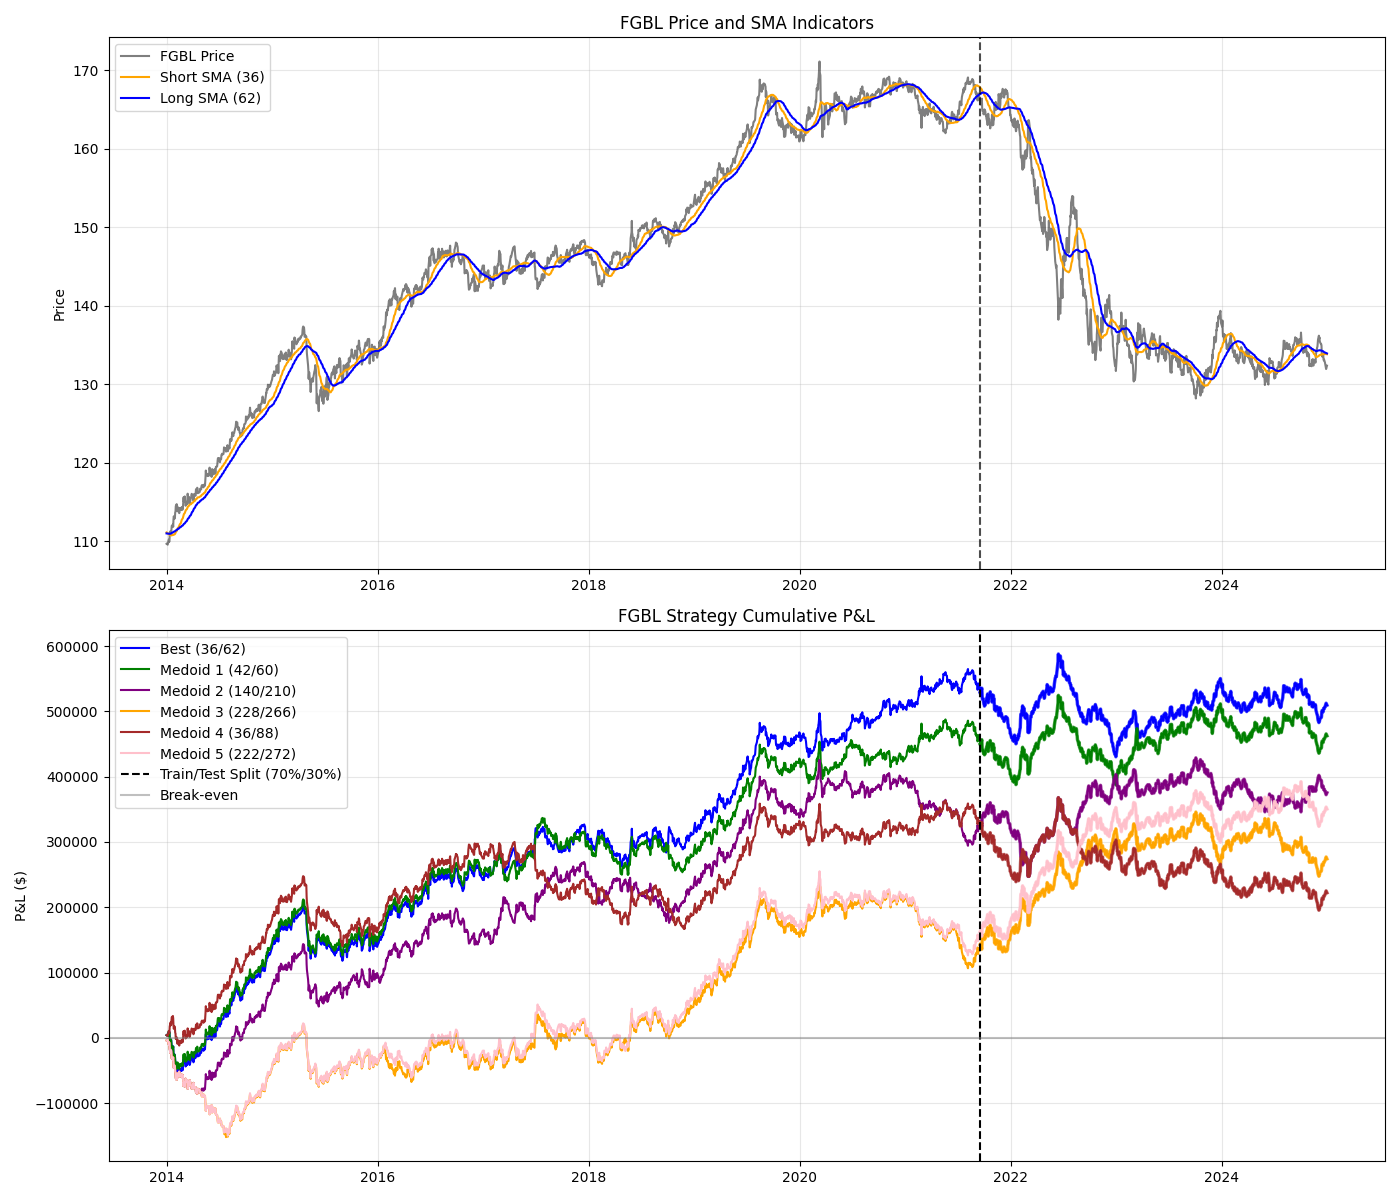 FGBL Price and SMA Indicators
FGBL Price
Short SMA (36)
Long SMA (62)
Price
170
160
150
140
130
120
110
2014
2016
2018
2020
2022
2024
FGBL Strategy Cumulative P&L
Best (36/62)
Medoid 1 (42/60)
Medoid 2 (140/210)
Medoid 3 (228/266)
Medoid 4 (36/88)
Medoid 5 (222/272)
Train/Test Split (70%/30%)
Break-even
P&L ($)
600000
500000
400000
300000
200000
100000
0
−100000
2014
2016
2018
2020
2022
2024